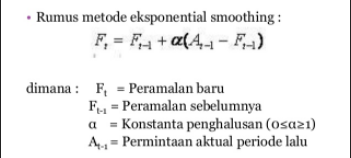 • Rumus metode eksponential smoothing :
Fₜ = Fₜ₋₁ + α(Aₜ₋₁ − Fₜ₋₁)
dimana : Fₜ = Peramalan baru
Fₜ₋₁ = Peramalan sebelumnya
α = Konstanta penghalusan (0≤α≥1)
Aₜ₋₁ = Permintaan aktual periode lalu